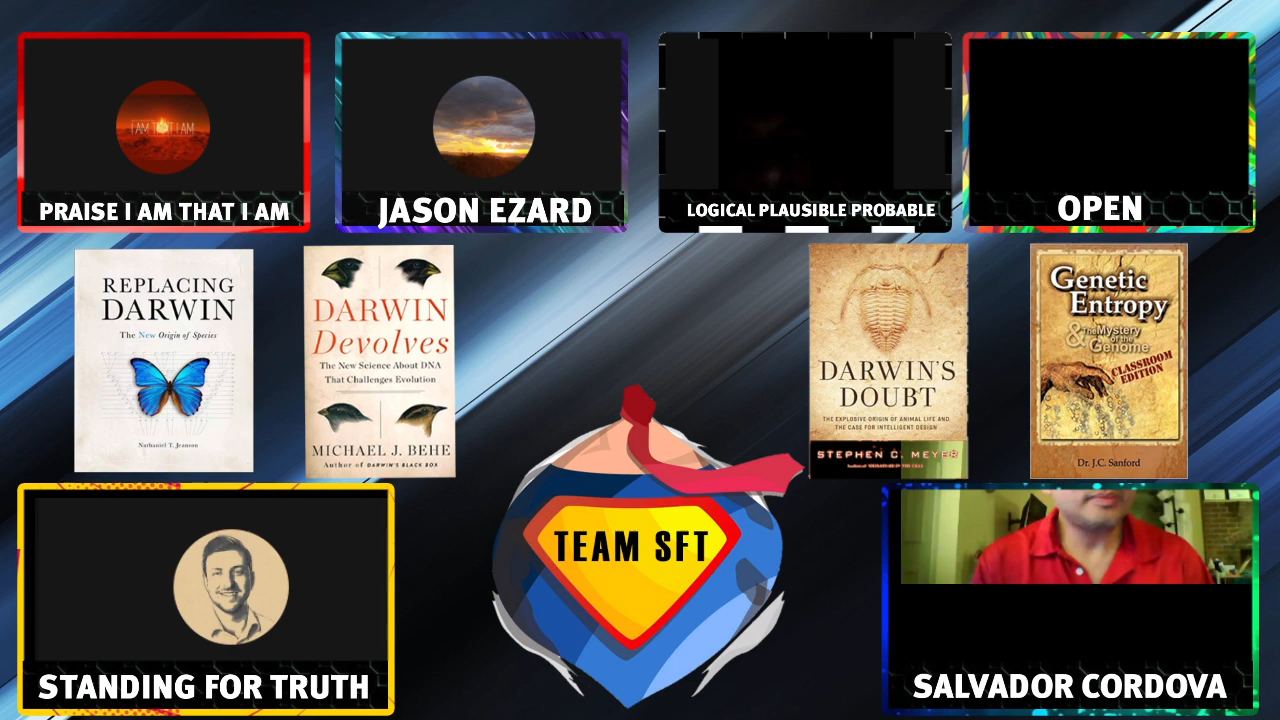 I AM THAT I AM
PRAISE I AM THAT I AM
JASON EZARD
LOGICAL PLAUSIBLE PROBABLE
OPEN
REPLACING
DARWIN
The New Origin of Species
Nathaniel T. Jeanson
DARWIN
Devolves
The New Science About DNA
That Challenges Evolution
MICHAEL J. BEHE
Author of DARWIN'S BLACK BOX
DARWIN'S
DOUBT
THE EXPLOSIVE ORIGIN OF ANIMAL LIFE AND
THE CASE FOR INTELLIGENT DESIGN
STEPHEN C. MEYER
Genetic
Entropy
& The Mystery
of the
Genome
CLASSROOM
EDITION
Dr. J.C. Sanford
TEAM SFT
STANDING FOR TRUTH
SALVADOR CORDOVA